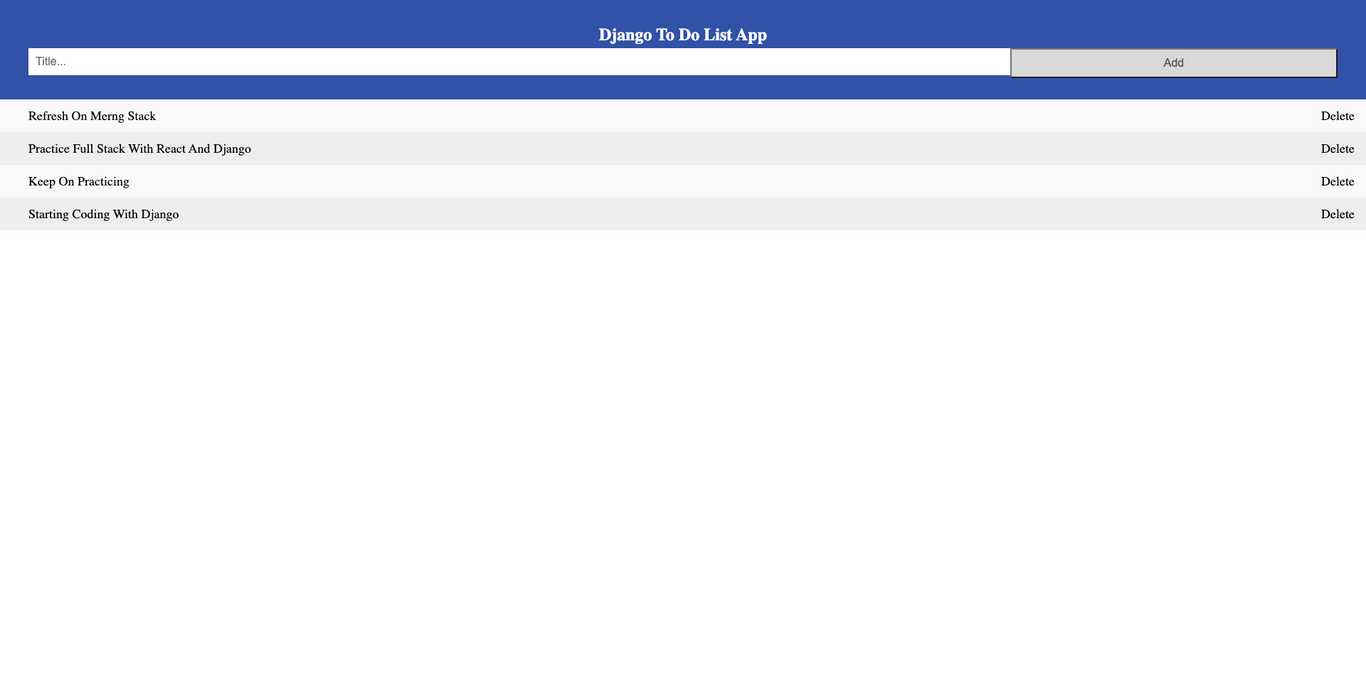 Django To Do List App
Title... Add
Refresh On Merng Stack Delete
Practice Full Stack With React And Django Delete
Keep On Practicing Delete
Starting Coding With Django Delete